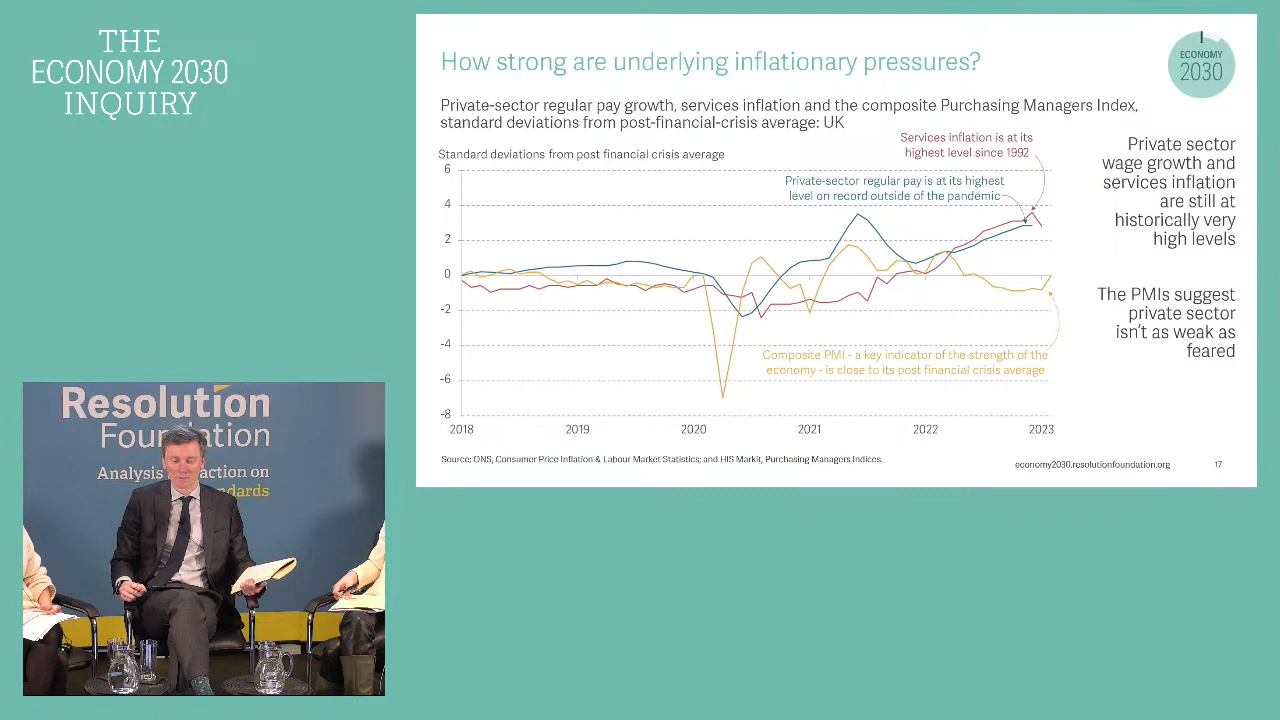 THE
ECONOMY 2030
INQUIRY
How strong are underlying inflationary pressures?
ECONOMY
2030
Private-sector regular pay growth, services inflation and the composite Purchasing Managers Index,
standard deviations from post-financial-crisis average: UK
Standard deviations from post financial crisis average
Services inflation is at its
highest level since 1992
Private-sector regular pay is at its highest
level on record outside of the pandemic
6
4
2
0
-2
-4
-6
-8
Composite PMI - a key indicator of the strength of the
economy - is close to its post financial crisis average
2018
2019
2020
2021
2022
2023
Private sector
wage growth and
services inflation
are still at
historically very
high levels
The PMIs suggest
private sector
isn't as weak as
feared
Source: ONS, Consumer Price Inflation & Labour Market Statistics; and HIS Markit, Purchasing Managers Indices.
economy2030.resolutionfoundation.org
17
Resolution
Foundation
Analysis action on